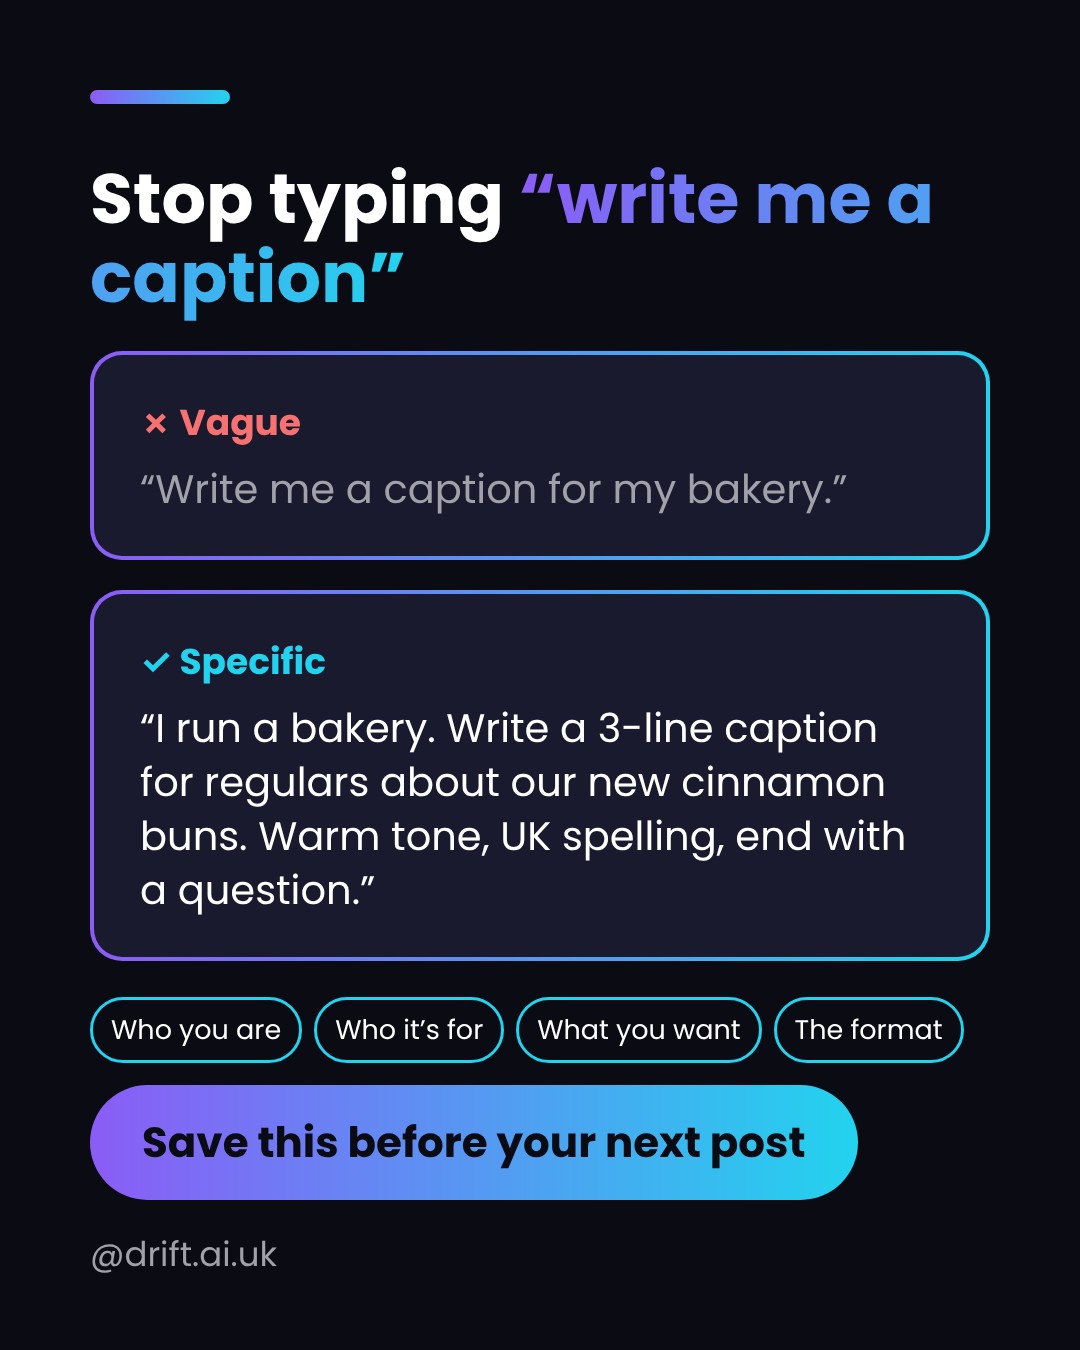 Stop typing “write me a
caption”
× Vague
“Write me a caption for my bakery.”
✓ Specific
“I run a bakery. Write a 3-line caption
for regulars about our new cinnamon
buns. Warm tone, UK spelling, end with
a question.”
Who you are
Who it’s for
What you want
The format
Save this before your next post
@drift.ai.uk